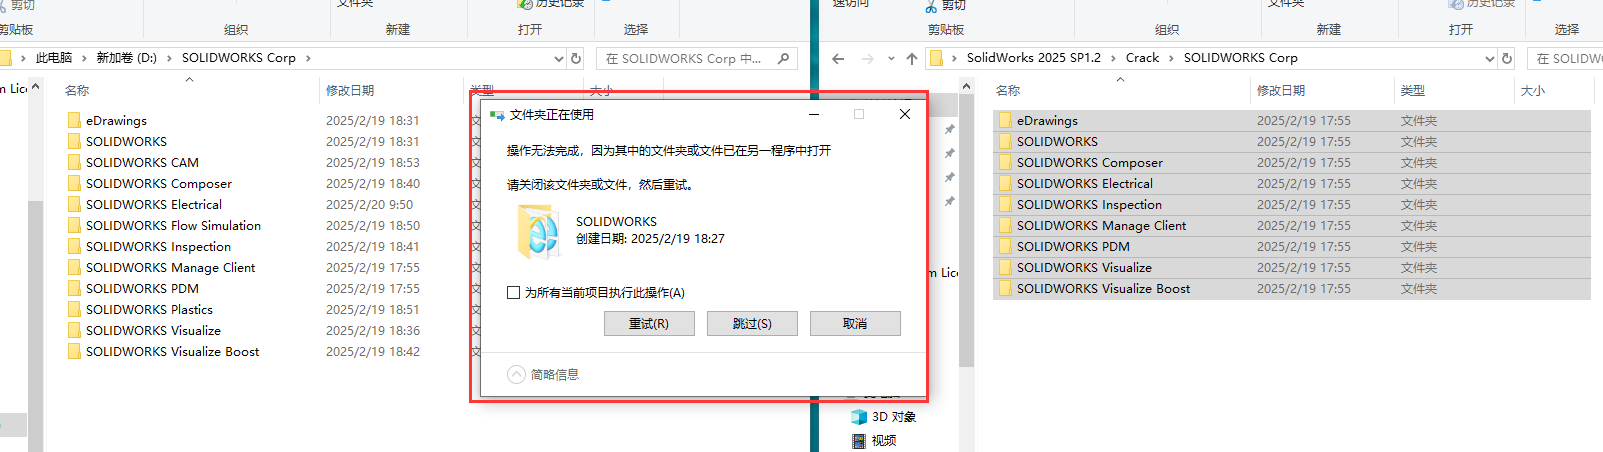 剪切
文件夹
历史记录
剪贴板
组织
新建
打开
选择
此电脑 > 新加卷 (D:) > SOLIDWORKS Corp >
在 SOLIDWORKS Corp 中...
m Lice
名称
修改日期
类型
大小
eDrawings
2025/2/19 18:31
SOLIDWORKS
2025/2/19 18:31
SOLIDWORKS CAM
2025/2/19 18:53
SOLIDWORKS Composer
2025/2/19 18:40
SOLIDWORKS Electrical
2025/2/20 9:50
SOLIDWORKS Flow Simulation
2025/2/19 18:50
SOLIDWORKS Inspection
2025/2/19 18:41
SOLIDWORKS Manage Client
2025/2/19 17:55
SOLIDWORKS PDM
2025/2/19 17:55
SOLIDWORKS Plastics
2025/2/19 18:51
SOLIDWORKS Visualize
2025/2/19 18:36
SOLIDWORKS Visualize Boost
2025/2/19 18:42
文件夹正在使用
操作无法完成，因为其中的文件夹或文件已在另一程序中打开
请关闭该文件夹或文件，然后重试。
SOLIDWORKS
创建日期: 2025/2/19 18:27
为所有当前项目执行此操作(A)
重试(R)
跳过(S)
取消
简略信息
速访问
剪切
文件夹
历史记录
剪贴板
组织
新建
打开
选择
SolidWorks 2025 SP1.2 > Crack > SOLIDWORKS Corp
在 SOLIDWO
名称
修改日期
类型
大小
eDrawings
2025/2/19 17:55
文件夹
SOLIDWORKS
2025/2/19 17:55
文件夹
SOLIDWORKS Composer
2025/2/19 17:55
文件夹
SOLIDWORKS Electrical
2025/2/19 17:55
文件夹
SOLIDWORKS Inspection
2025/2/19 17:55
文件夹
SOLIDWORKS Manage Client
2025/2/19 17:55
文件夹
SOLIDWORKS PDM
2025/2/19 17:55
文件夹
SOLIDWORKS Visualize
2025/2/19 17:55
文件夹
SOLIDWORKS Visualize Boost
2025/2/19 17:55
文件夹
m Lice
3D 对象
视频